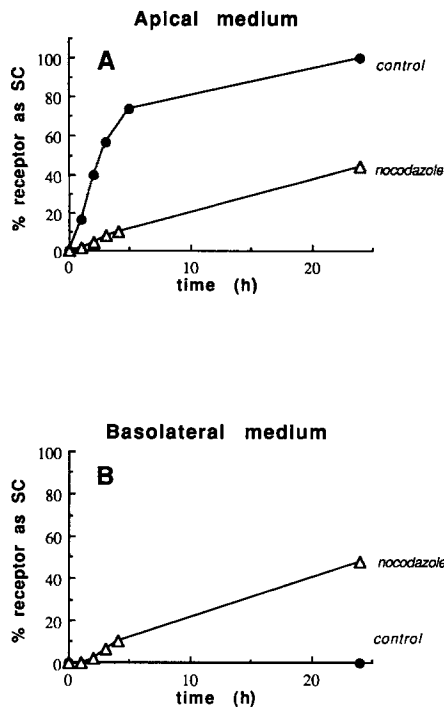 Apical medium
A
% receptor as SC
100
80
60
40
20
0
control
nocodazole
0
10
20
time (h)
Basolateral medium
B
% receptor as SC
100
80
60
40
20
0
nocodazole
control
0
10
20
time (h)